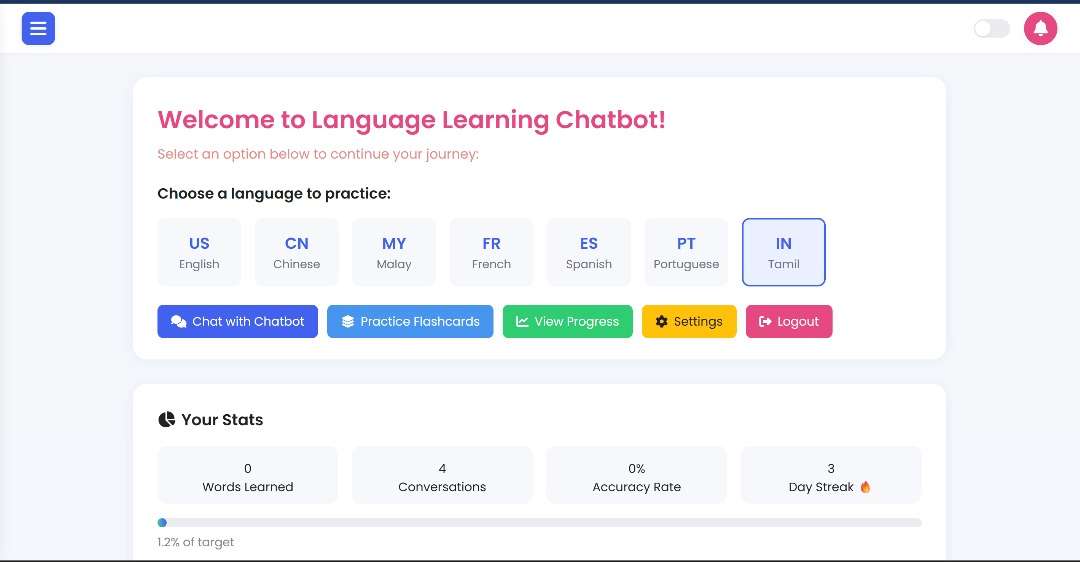 Welcome to Language Learning Chatbot!
Select an option below to continue your journey:
Choose a language to practice:
US
English
CN
Chinese
MY
Malay
FR
French
ES
Spanish
PT
Portuguese
IN
Tamil
Chat with Chatbot
Practice Flashcards
View Progress
Settings
Logout
Your Stats
0
Words Learned
4
Conversations
0%
Accuracy Rate
3
Day Streak 🔥
1.2% of target